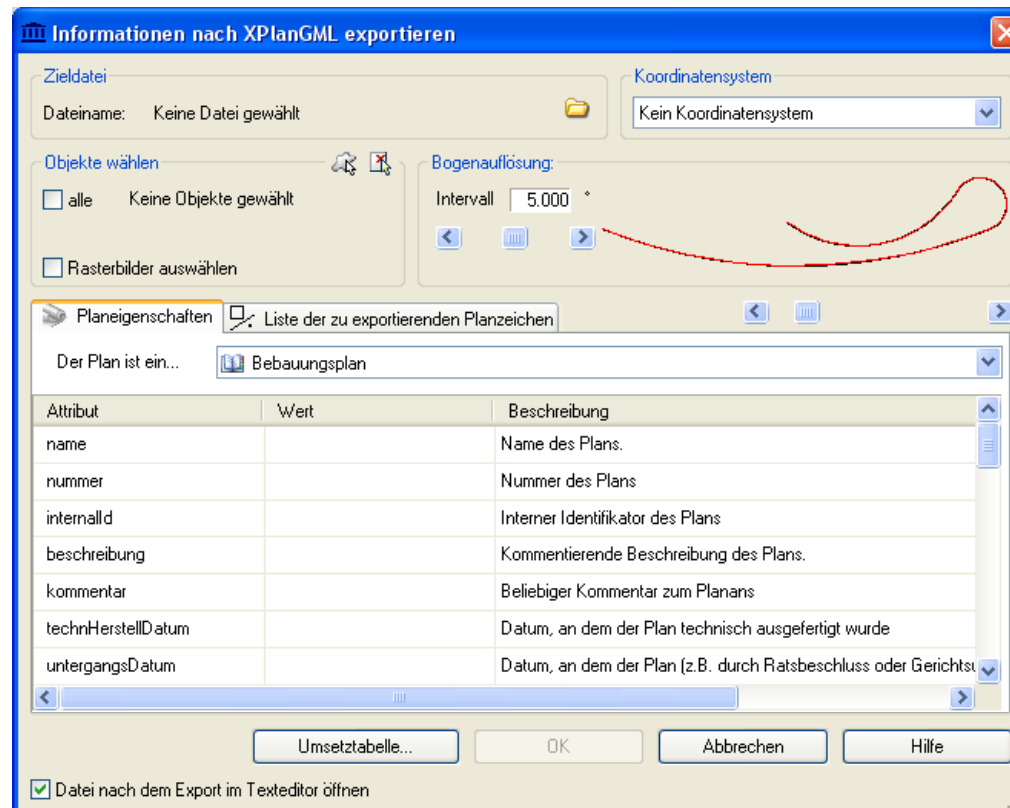 Informationen nach XPlanGML exportieren
Zieldatei
Dateiname: Keine Datei gewählt
Koordinatensystem
Kein Koordinatensystem
Objekte wählen
alle Keine Objekte gewählt
Rasterbilder auswählen
Bogenauflösung:
Intervall 5.000 °
Planeigenschaften
Liste der zu exportierenden Planzeichen
Der Plan ist ein... Bebauungsplan
Attribut Wert Beschreibung
name Name des Plans.
nummer Nummer des Plans
internalId Interner Identifikator des Plans
beschreibung Kommentierende Beschreibung des Plans.
kommentar Beliebiger Kommentar zum Planans
technHerstellDatum Datum, an dem der Plan technisch ausgefertigt wurde
untergangsDatum Datum, an dem der Plan (z.B. durch Ratsbeschluss oder
Umsetztabelle... OK Abbrechen Hilfe
Datei nach dem Export im Texteditor öffnen